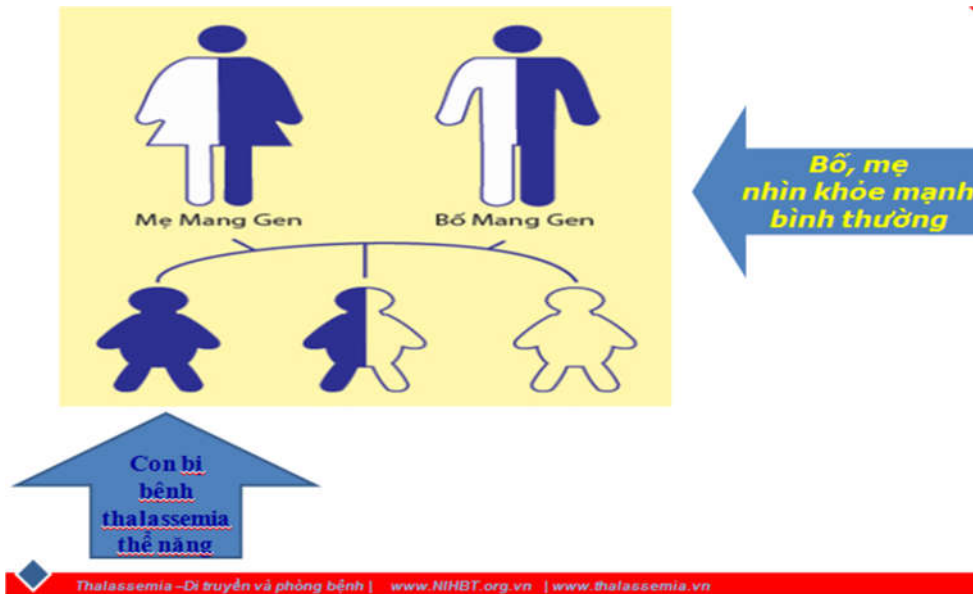 Mẹ Mang Gen
Bố Mang Gen
Bố, mẹ
nhìn khỏe mạnh
bình thường
Con bị
bệnh
thalassemia
thể năng
Thalassemia –Di truyền và phòng bệnh | www.NIHBT.org.vn | www.thalassemia.vn